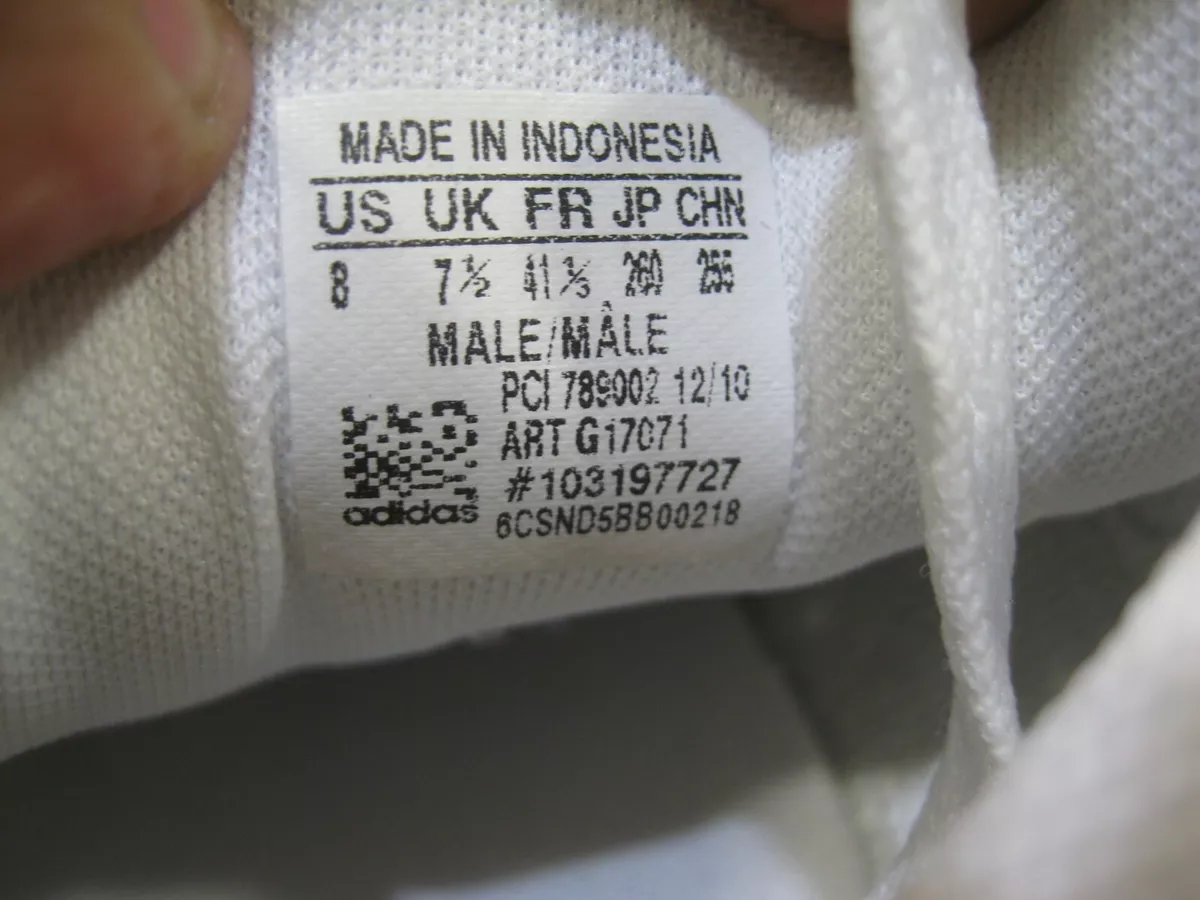 MADE IN INDONESIA
US UK FR JP CHN
8 7½ 41⅓ 260 255
MALE/MÂLE
PCI 789002 12/10
ART G17071
#103197727
adidas 6CSND5BB00218